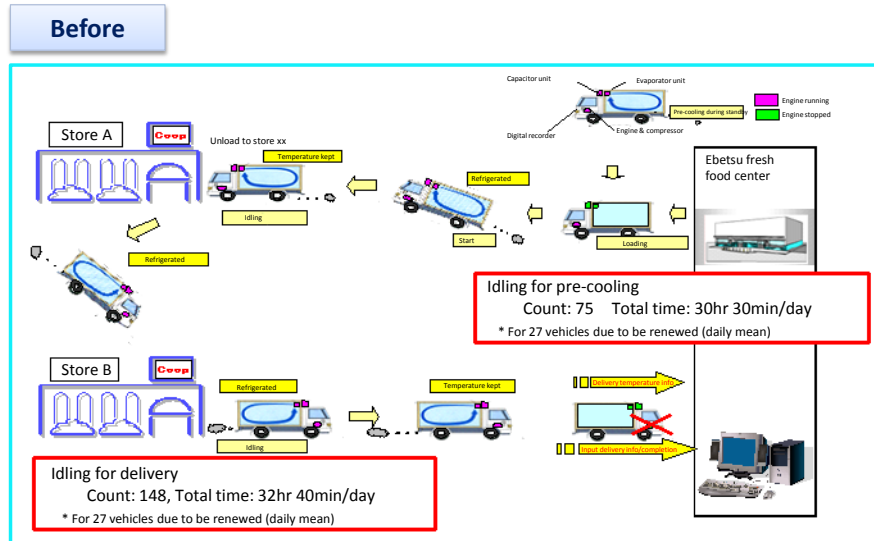 Before
Capacitor unit
Evaporator unit
Engine running
Engine stopped
Pre-cooling during standby
Digital recorder
Engine & compressor
Store A
Coop
Unload to store xx
Temperature kept
Idling
Refrigerated
Start
Loading
Ebetsu fresh
food center
Refrigerated
Idling for pre-cooling
Count: 75 Total time: 30hr 30min/day
* For 27 vehicles due to be renewed (daily mean)
Store B
Coop
Refrigerated
Idling
Temperature kept
Delivery temperature info
Input delivery info/completion
Idling for delivery
Count: 148, Total time: 32hr 40min/day
* For 27 vehicles due to be renewed (daily mean)